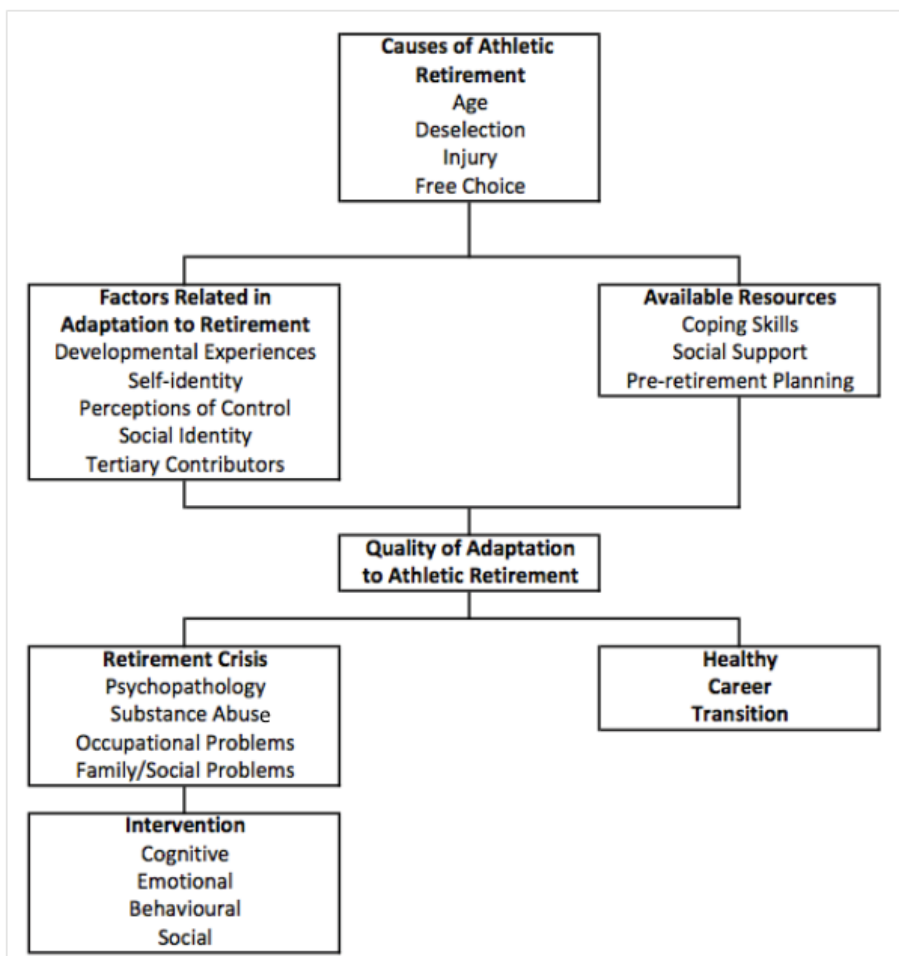 Causes of Athletic
Retirement
Age
Deselection
Injury
Free Choice
Factors Related in
Adaptation to Retirement
Developmental Experiences
Self-identity
Perceptions of Control
Social Identity
Tertiary Contributors
Available Resources
Coping Skills
Social Support
Pre-retirement Planning
Quality of Adaptation
to Athletic Retirement
Retirement Crisis
Psychopathology
Substance Abuse
Occupational Problems
Family/Social Problems
Healthy
Career
Transition
Intervention
Cognitive
Emotional
Behavioural
Social